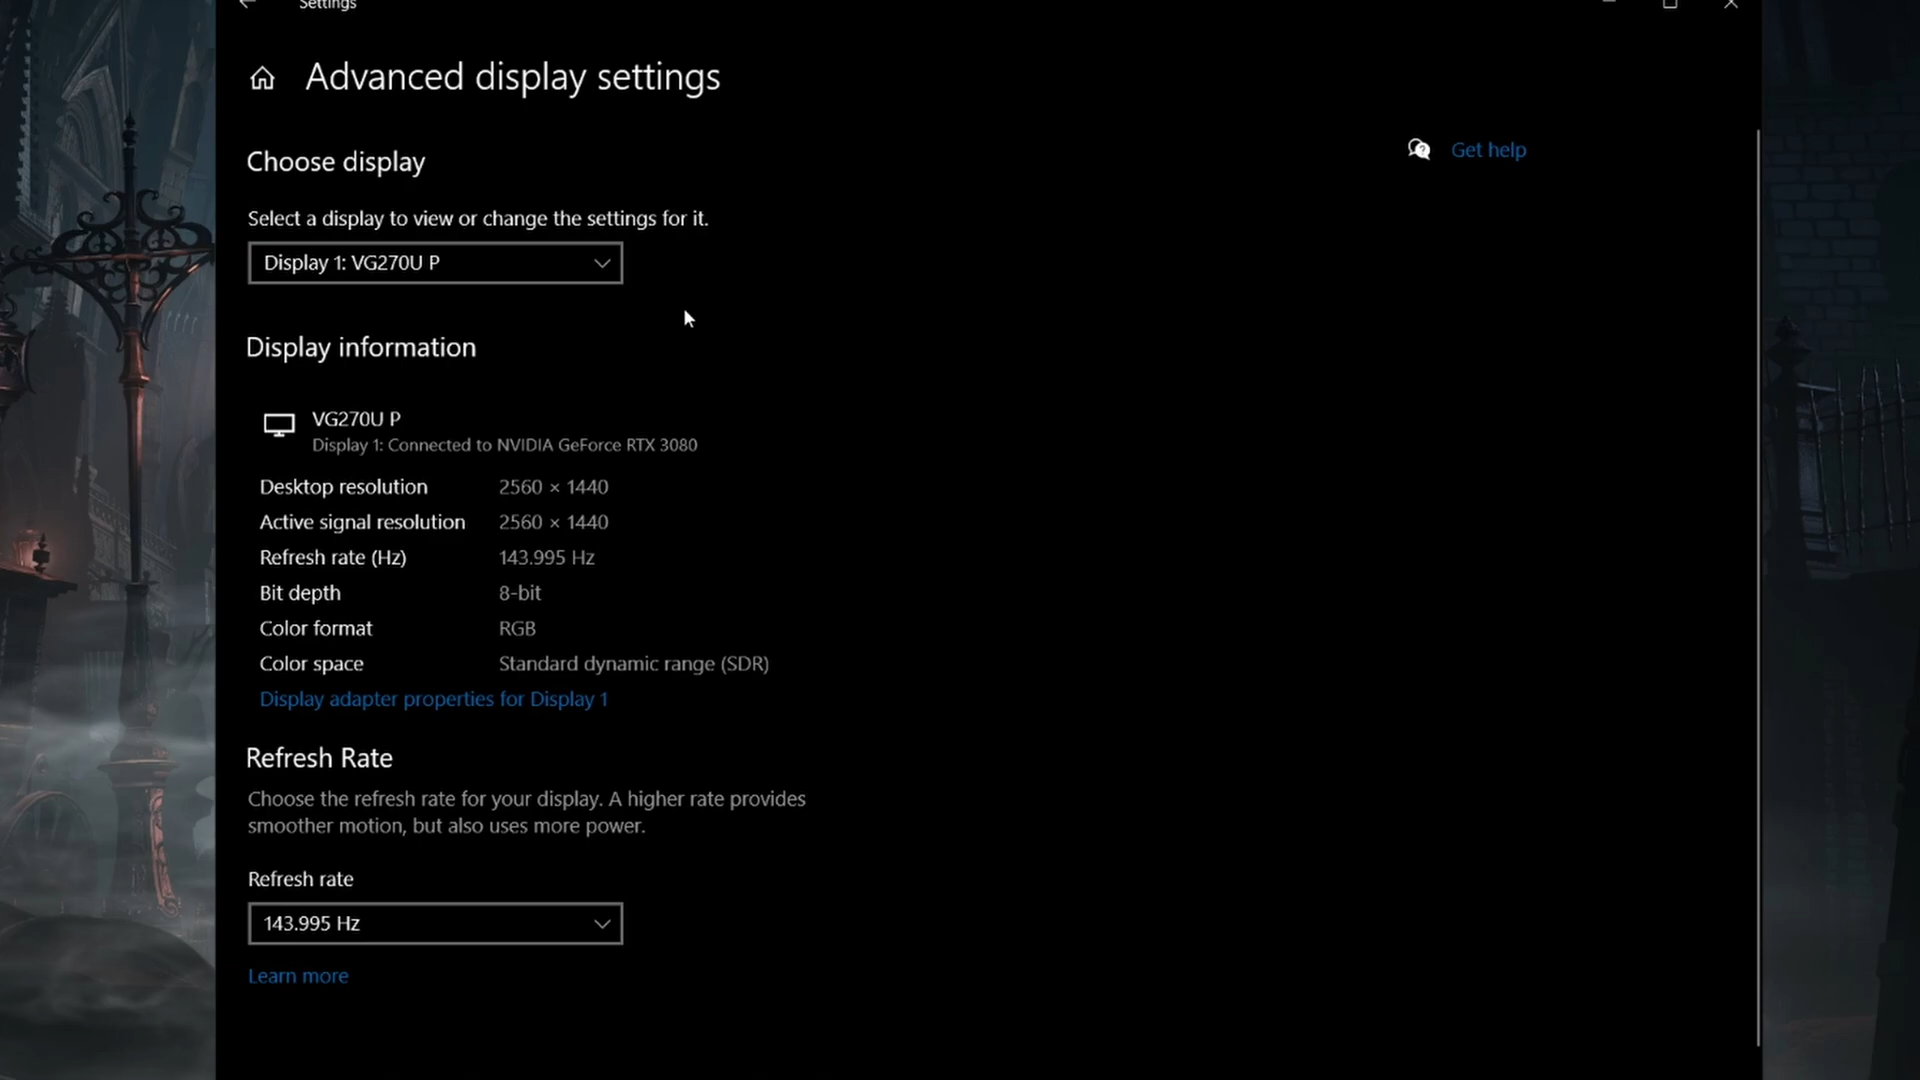 Settings
Advanced display settings
Get help
Choose display
Select a display to view or change the settings for it.
Display 1: VG270U P
Display information
VG270U P
Display 1: Connected to NVIDIA GeForce RTX 3080
Desktop resolution 2560 × 1440
Active signal resolution 2560 × 1440
Refresh rate (Hz) 143.995 Hz
Bit depth 8-bit
Color format RGB
Color space Standard dynamic range (SDR)
Display adapter properties for Display 1
Refresh Rate
Choose the refresh rate for your display. A higher rate provides
smoother motion, but also uses more power.
Refresh rate
143.995 Hz
Learn more